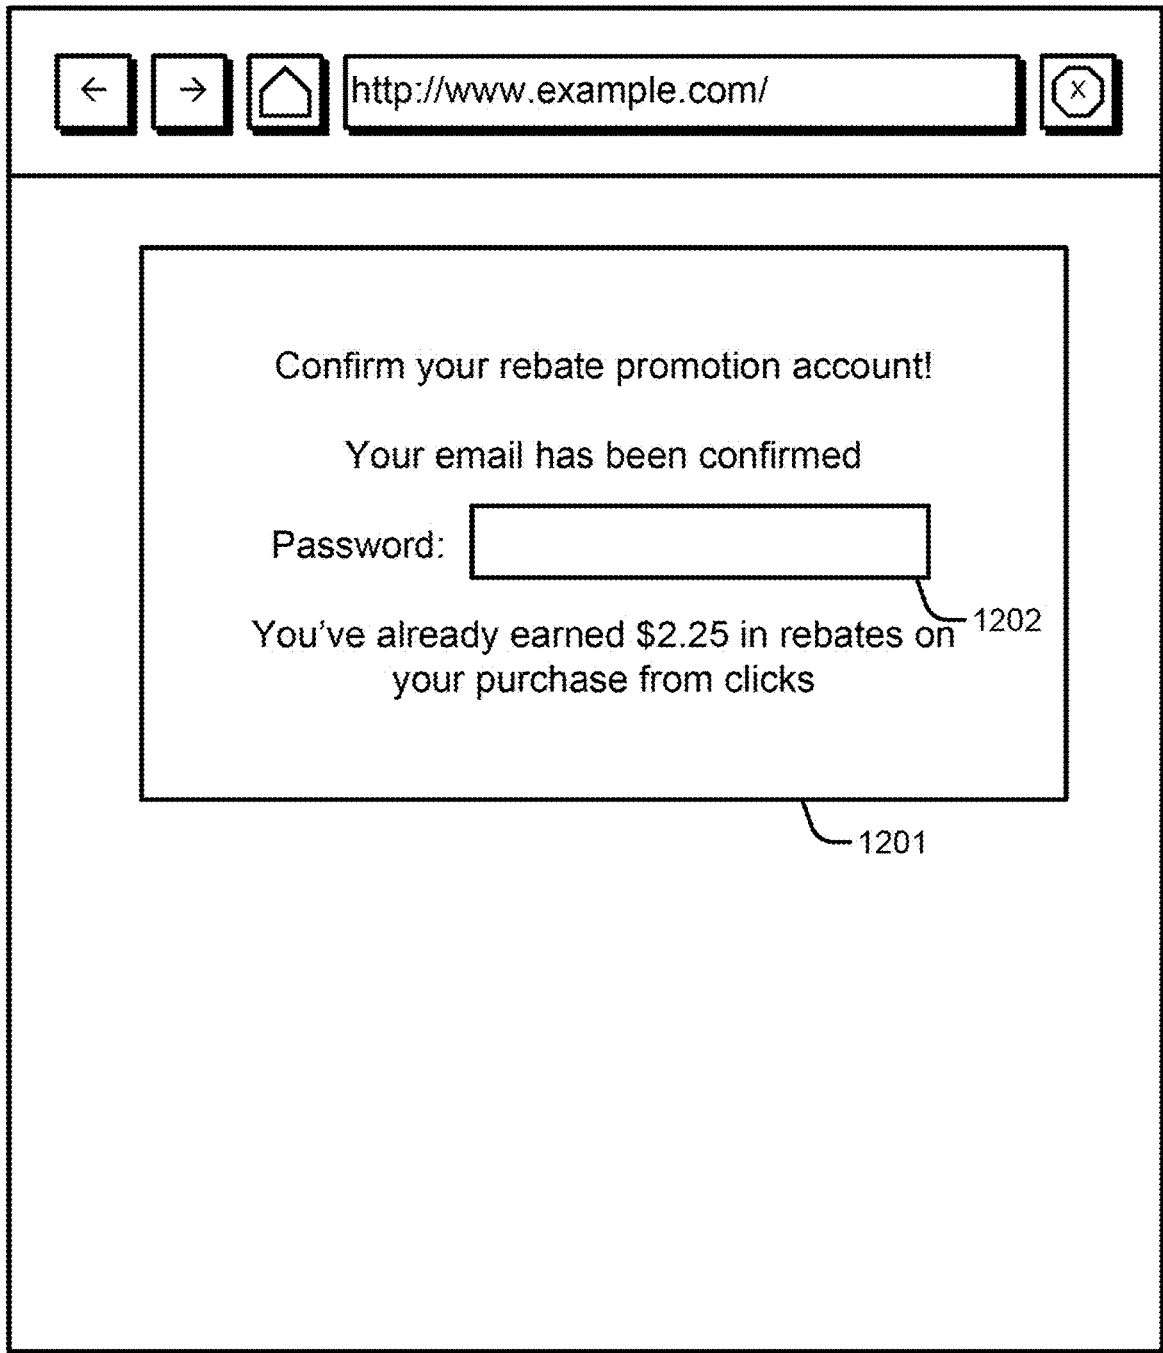 http://www.example.com/
X
Confirm your rebate promotion account!
Your email has been confirmed
Password:
1202
You've already earned $2.25 in rebates on
your purchase from clicks
1201